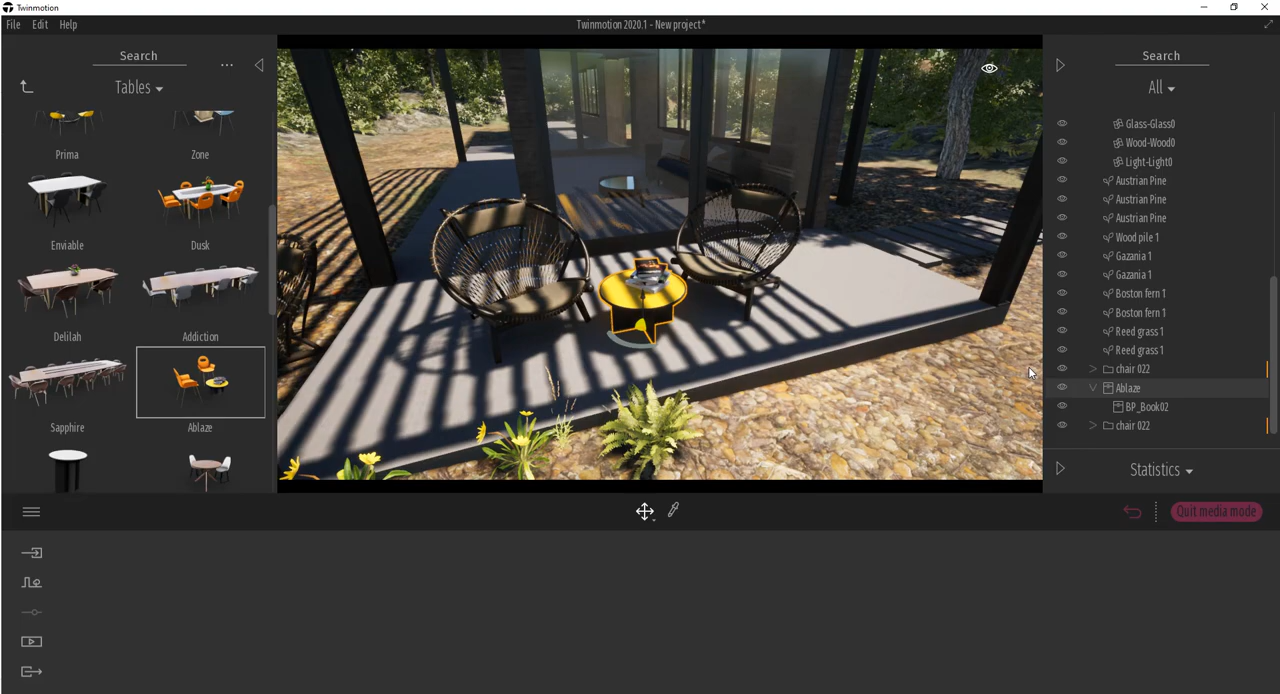 Twinmotion
File Edit Help
Twinmotion 2020.1 - New project*
Search
...
Tables
Prima
Zone
Enviable
Dusk
Delilah
Addiction
Sapphire
Ablaze
Search
All
Glass-Glass0
Wood-Wood0
Light-Light0
Austrian Pine
Austrian Pine
Austrian Pine
Wood pile 1
Gazania 1
Gazania 1
Boston fern 1
Boston fern 1
Reed grass 1
Reed grass 1
chair 022
Ablaze
BP_Book02
chair 022
Statistics
Quit media mode